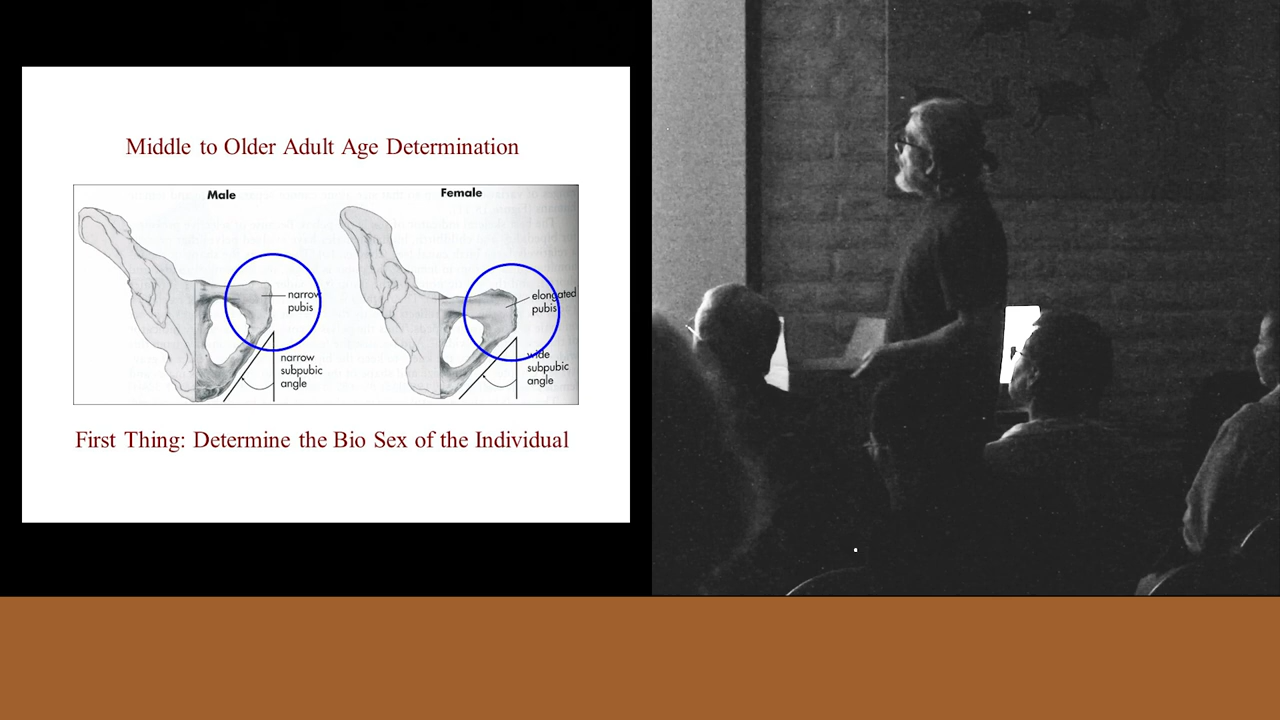 Middle to Older Adult Age Determination
Male
Female
narrow
pubis
elongated
pubis
narrow
subpubic
angle
wide
subpubic
angle
First Thing: Determine the Bio Sex of the Individual